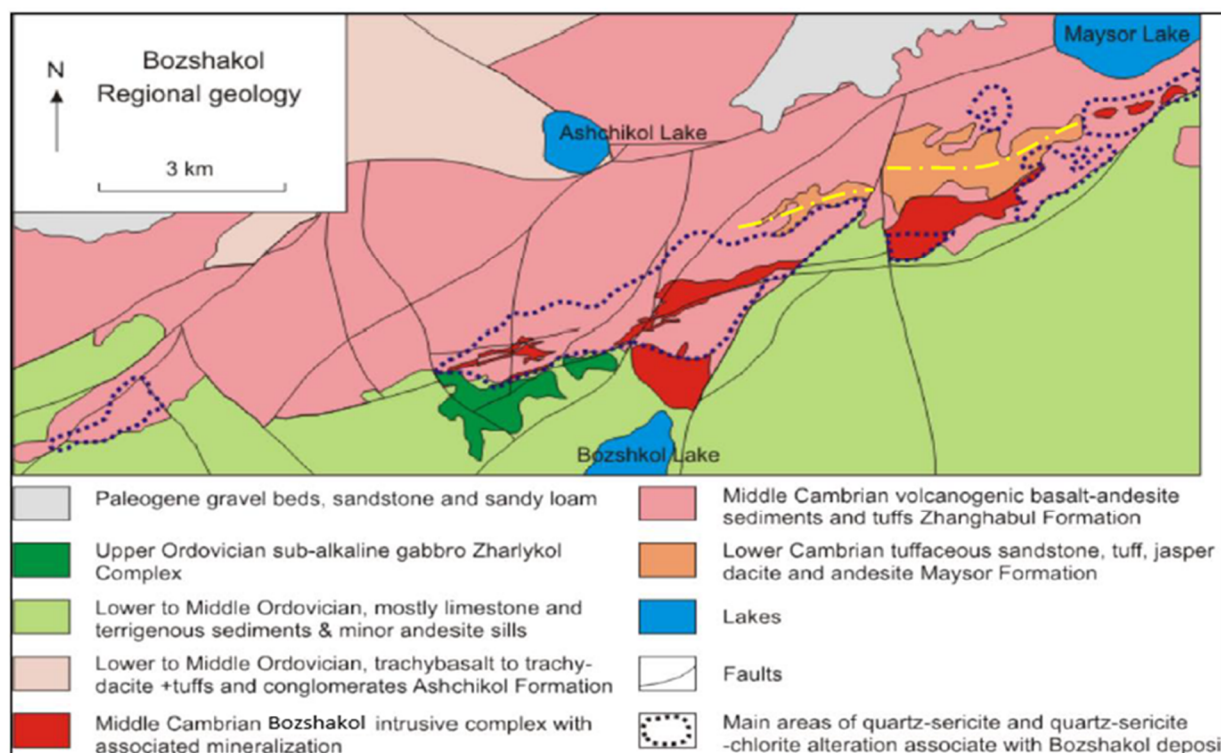 Bozshakol
Regional geology
N
3 km
Maysor Lake
Ashchikol Lake
Bozshkol Lake
Paleogene gravel beds, sandstone and sandy loam
Upper Ordovician sub-alkaline gabbro Zharlykol
Complex
Lower to Middle Ordovician, mostly limestone and
terrigenous sediments & minor andesite sills
Lower to Middle Ordovician, trachybasalt to trachy-
dacite +tuffs and conglomerates Ashchikol Formation
Middle Cambrian Bozshakol intrusive complex with
associated mineralization
Middle Cambrian volcanogenic basalt-andesite
sediments and tuffs Zhanghabul Formation
Lower Cambrian tuffaceous sandstone, tuff, jasper
dacite and andesite Maysor Formation
Lakes
Faults
Main areas of quartz-sericite and quartz-sericite
-chlorite alteration associate with Bozshakol deposi